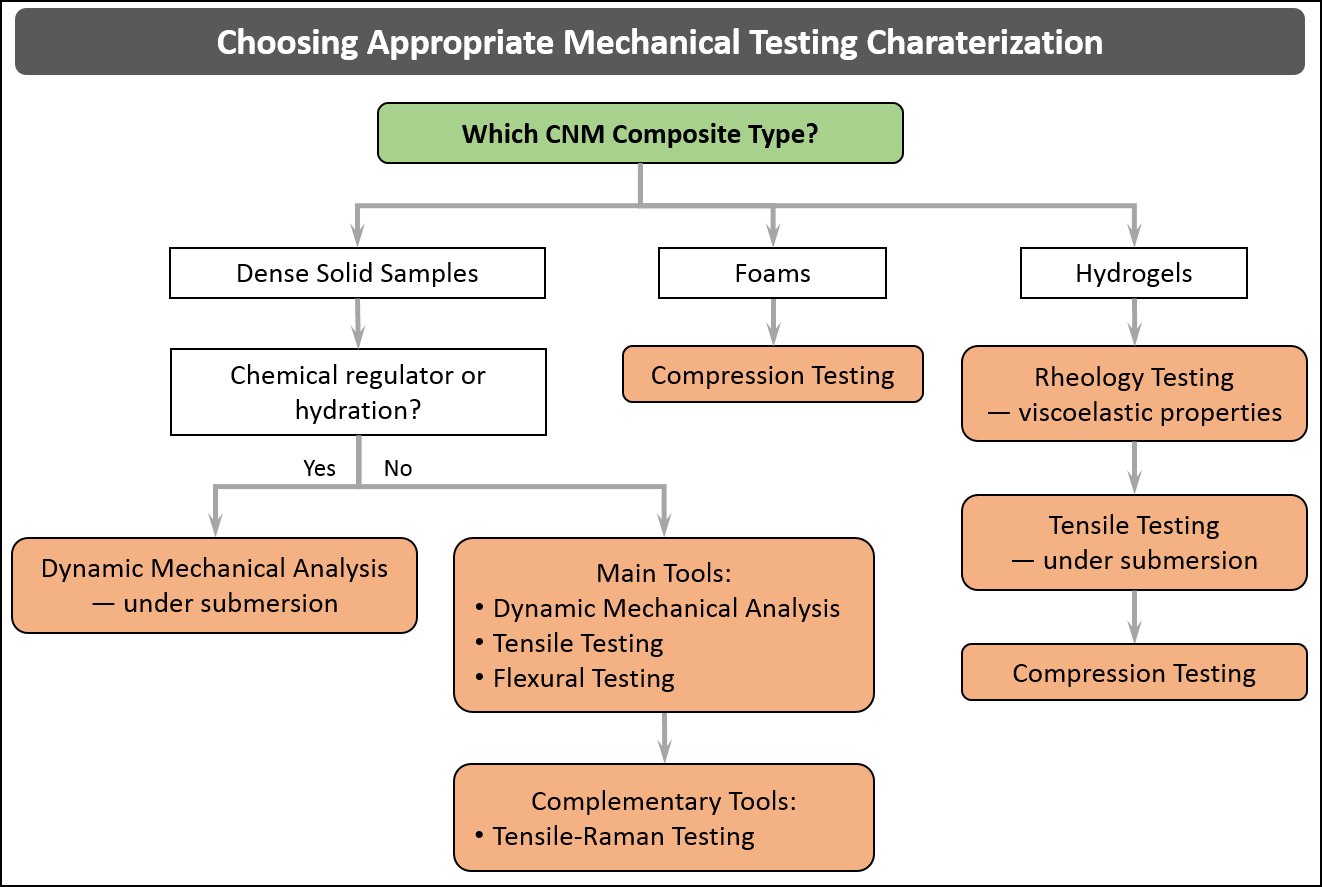 Choosing Appropriate Mechanical Testing Charaterization
Which CNM Composite Type?
Dense Solid Samples
Foams
Hydrogels
Chemical regulator or
hydration?
Compression Testing
Rheology Testing
— viscoelastic properties
Yes
No
Tensile Testing
— under submersion
Dynamic Mechanical Analysis
— under submersion
Main Tools:
• Dynamic Mechanical Analysis
• Tensile Testing
• Flexural Testing
Compression Testing
Complementary Tools:
• Tensile-Raman Testing